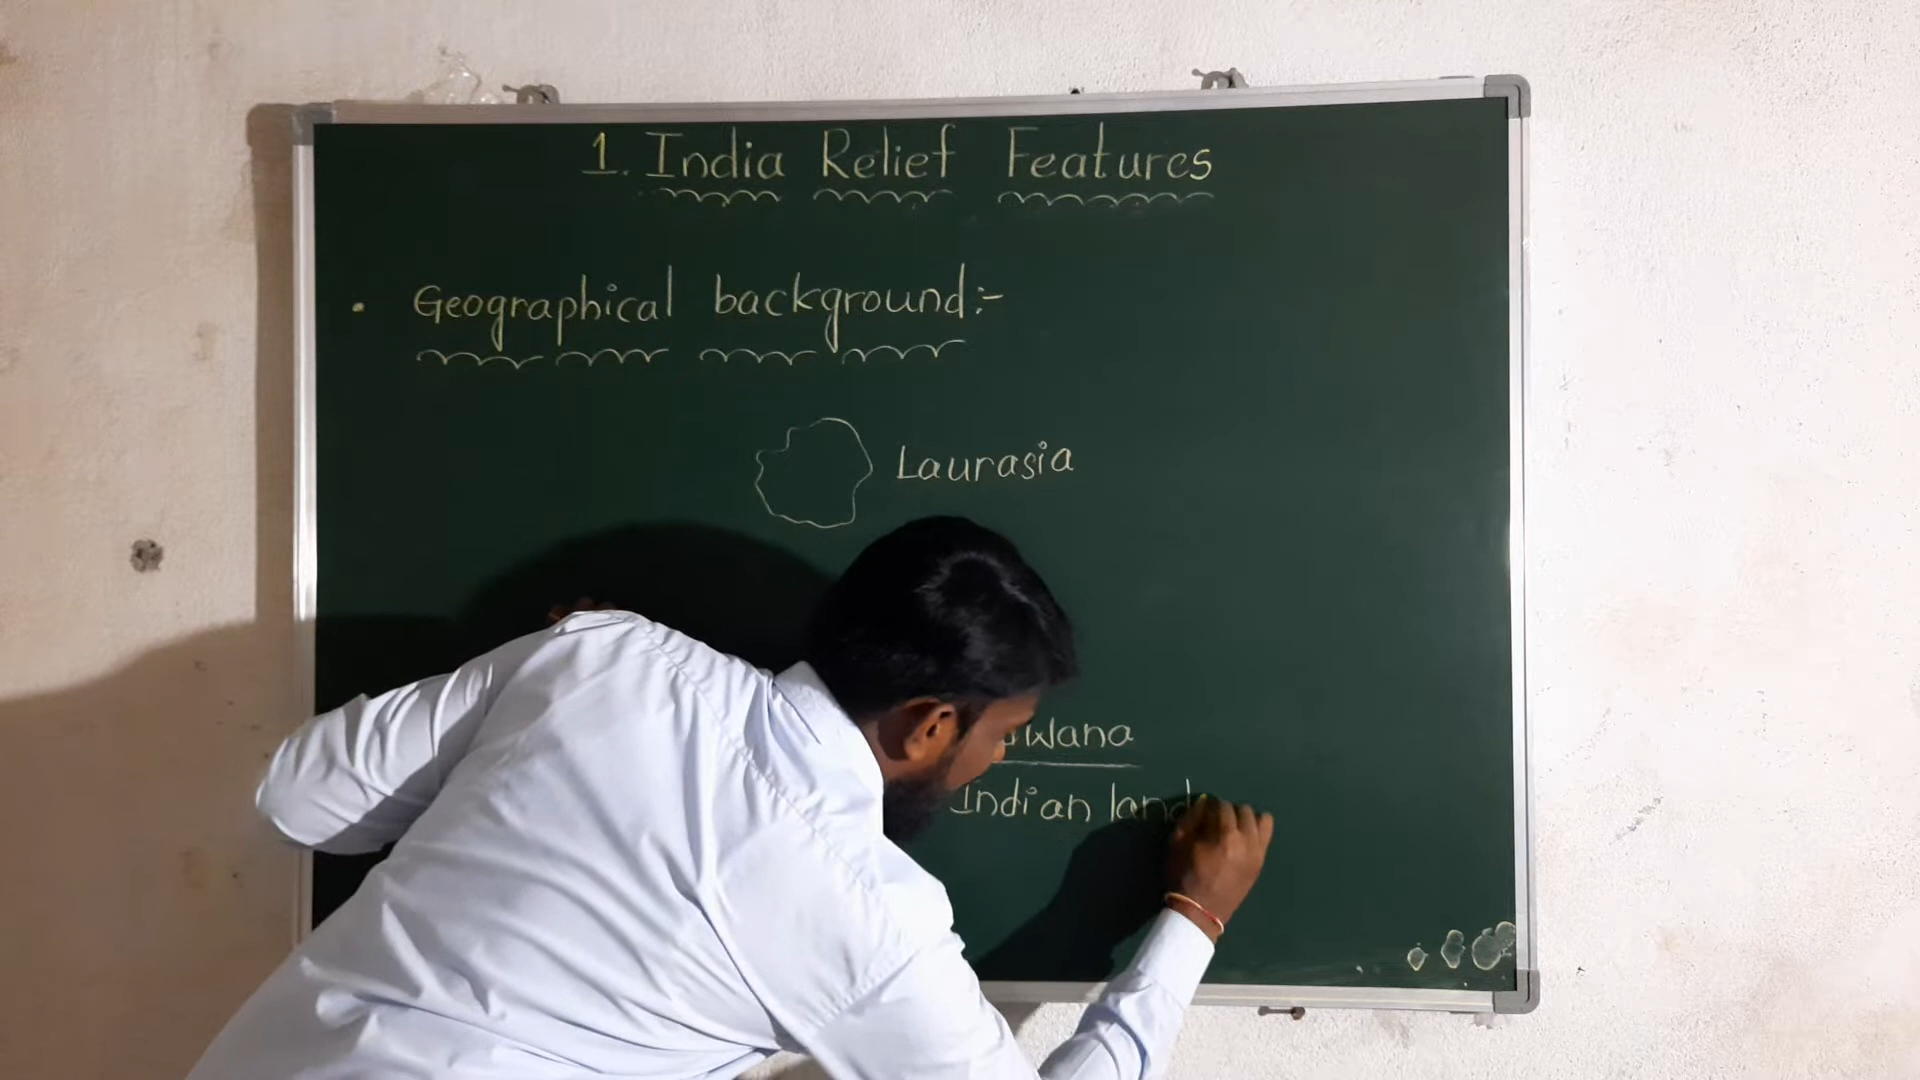 1. India Relief Features
• Geographical background:-
Laurasia
Indian land